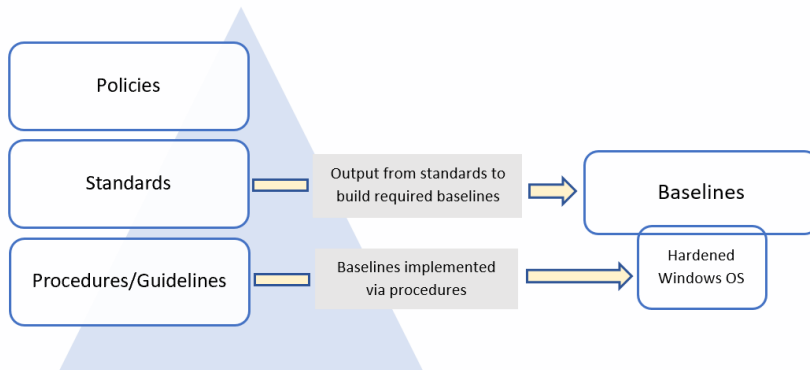 Policies
Standards
Output from standards to
build required baselines
Baselines
Procedures/Guidelines
Baselines implemented
via procedures
Hardened
Windows OS